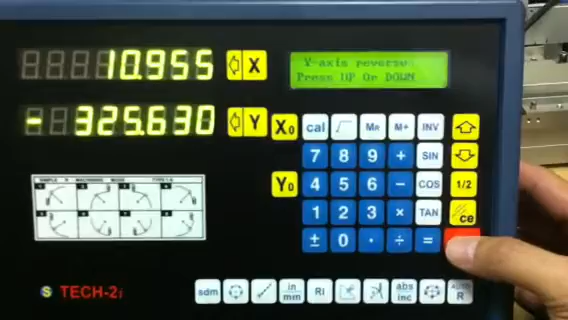 10.955 X
Y-axis reverse
Press UP Or DOWN
- 325.630 Y
X0 cal √ MR M+ INV
7 8 9 + SIN
Y0 4 5 6 − COS 1/2
1 2 3 × TAN ce
± 0 · ÷ =
S TECH-2i
sdm in/mm RI abs/inc R